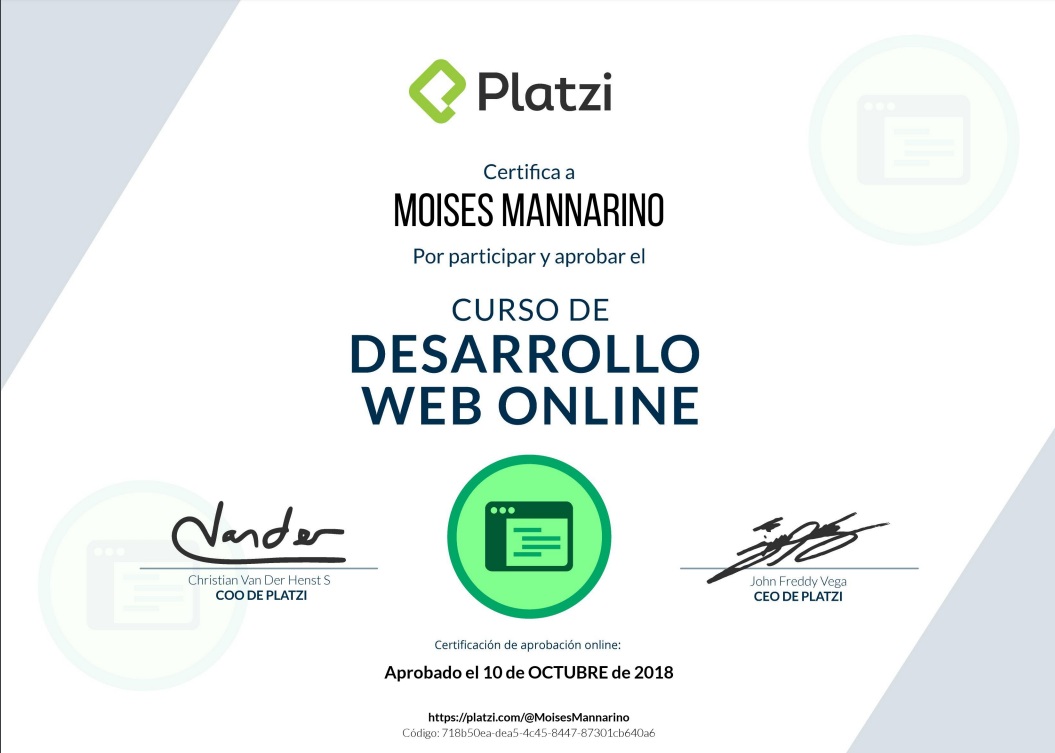 Platzi
Certifica a
MOISES MANNARINO
Por participar y aprobar el
CURSO DE
DESARROLLO
WEB ONLINE
Vander
Christian Van Der Henst S
COO DE PLATZI
John Freddy Vega
CEO DE PLATZI
Certificación de aprobación online:
Aprobado el 10 de OCTUBRE de 2018
https://platzi.com/@MoisesMannarino
Código: 718b50ea-dea5-4c45-8447-87301cb640a6